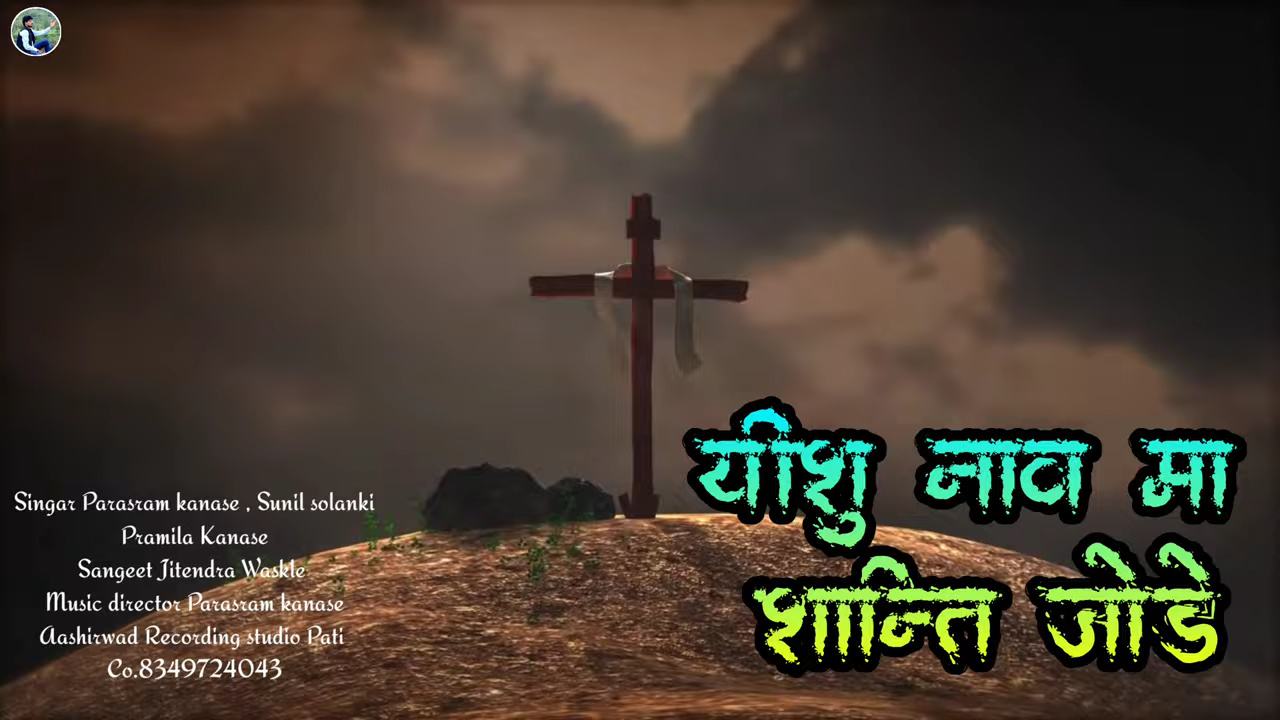 यीशु नाव मा
शान्ति जोडे
Singar Parasram kanase , Sunil solanki
Pramila Kanase
Sangeet Jitendra Waskle
Music director Parasram kanase
Aashirwad Recording studio Pati
Co.8349724043